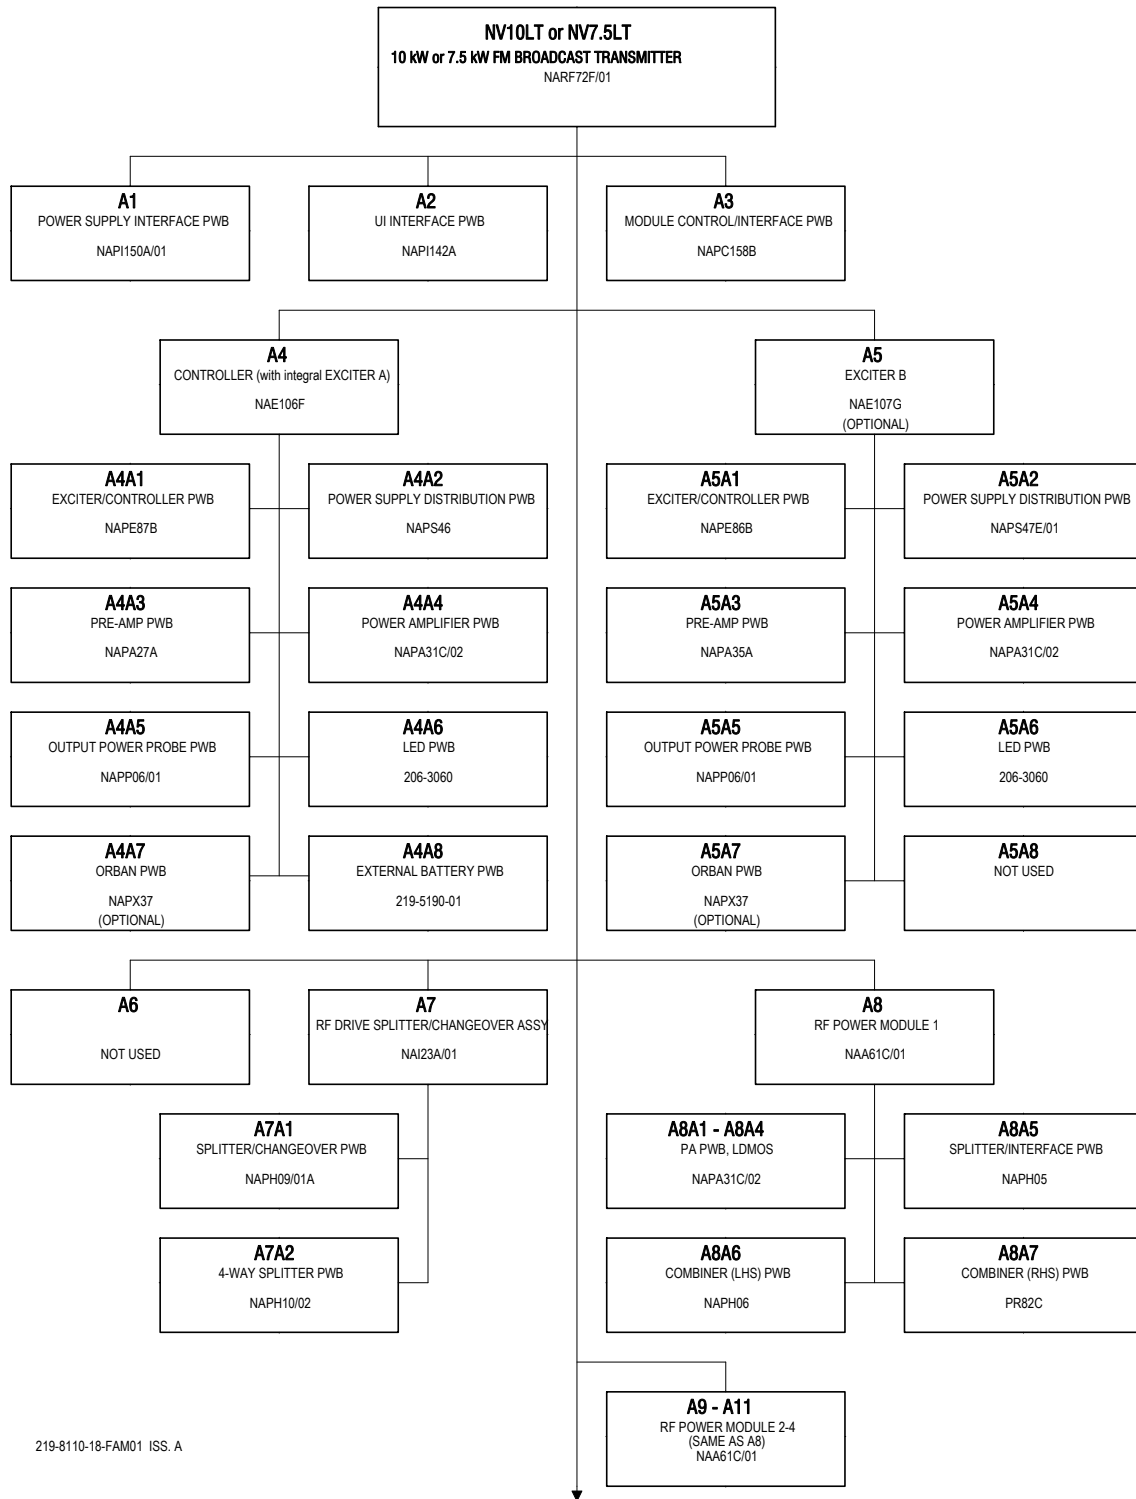 NV10LT or NV7.5LT
10 kW or 7.5 kW FM BROADCAST TRANSMITTER
NARF72F/01
A1
POWER SUPPLY INTERFACE PWB
NAPI150A/01
A2
UI INTERFACE PWB
NAPI142A
A3
MODULE CONTROL/INTERFACE PWB
NAPC158B
A4
CONTROLLER (with integral EXCITER A)
NAE106F
A5
EXCITER B
NAE107G
(OPTIONAL)
A4A1
EXCITER/CONTROLLER PWB
NAPE87B
A4A2
POWER SUPPLY DISTRIBUTION PWB
NAPS46
A5A1
EXCITER/CONTROLLER PWB
NAPE86B
A5A2
POWER SUPPLY DISTRIBUTION PWB
NAPS47E/01
A4A3
PRE-AMP PWB
NAPA27A
A4A4
POWER AMPLIFIER PWB
NAPA31C/02
A5A3
PRE-AMP PWB
NAPA35A
A5A4
POWER AMPLIFIER PWB
NAPA31C/02
A4A5
OUTPUT POWER PROBE PWB
NAPP06/01
A4A6
LED PWB
206-3060
A5A5
OUTPUT POWER PROBE PWB
NAPP06/01
A5A6
LED PWB
206-3060
A4A7
ORBAN PWB
NAPX37
(OPTIONAL)
A4A8
EXTERNAL BATTERY PWB
219-5190-01
A5A7
ORBAN PWB
NAPX37
(OPTIONAL)
A5A8
NOT USED
A6
NOT USED
A7
RF DRIVE SPLITTER/CHANGEOVER ASSY
NAI23A/01
A8
RF POWER MODULE 1
NAA61C/01
A7A1
SPLITTER/CHANGEOVER PWB
NAPH09/01A
A8A1 - A8A4
PA PWB, LDMOS
NAPA31C/02
A8A5
SPLITTER/INTERFACE PWB
NAPH05
A7A2
4-WAY SPLITTER PWB
NAPH10/02
A8A6
COMBINER (LHS) PWB
NAPH06
A8A7
COMBINER (RHS) PWB
PR82C
A9 - A11
RF POWER MODULE 2-4
(SAME AS A8)
NAA61C/01
219-8110-18-FAM01 ISS. A